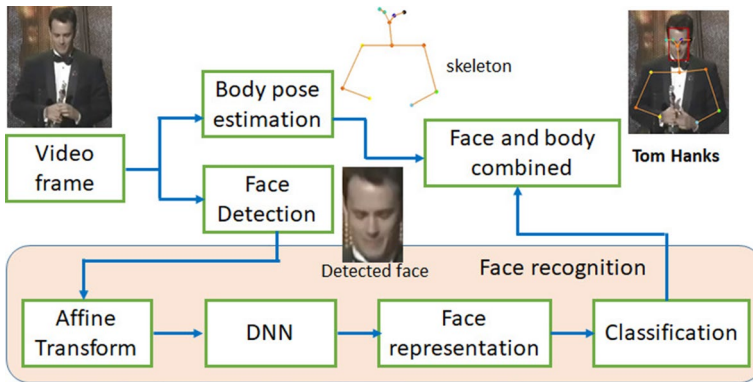 Video
frame
Body pose
estimation
skeleton
Face
Detection
Detected face
Face and body
combined
Tom Hanks
Face recognition
Affine
Transform
DNN
Face
representation
Classification